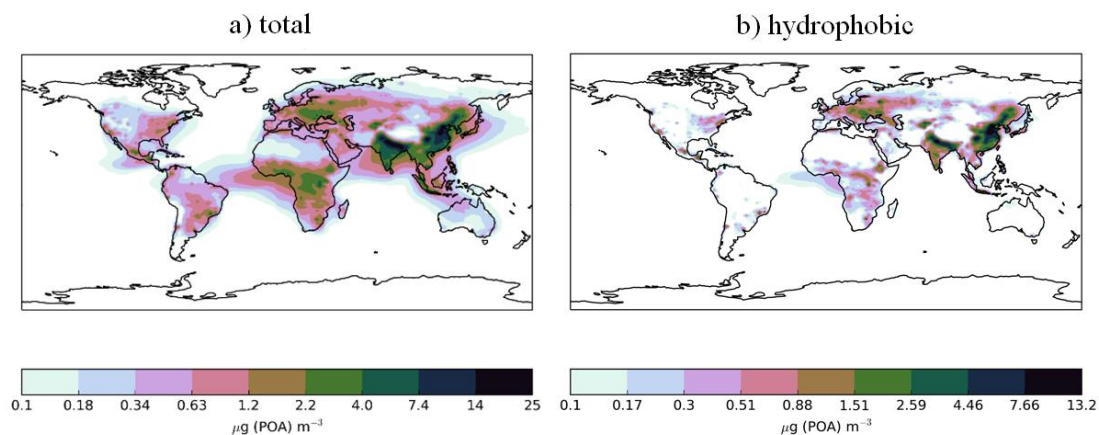 a) total
b) hydrophobic
0.1 0.18 0.34 0.63 1.2 2.2 4.0 7.4 14 25
μg (POA) m⁻³
0.1 0.17 0.3 0.51 0.88 1.51 2.59 4.46 7.66 13.2
μg (POA) m⁻³